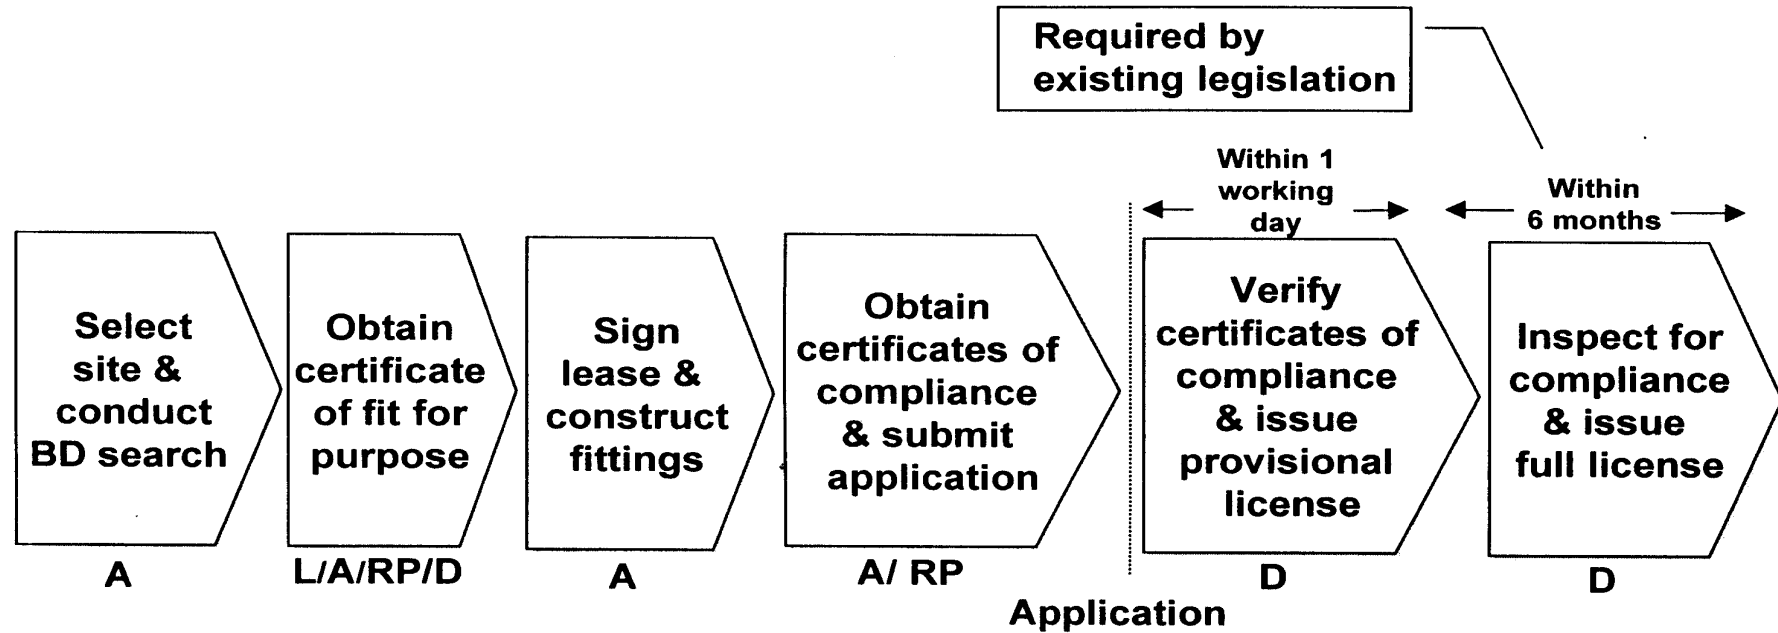 Required by
existing legislation
Within 1
working
day
Within
6 months
Select
site &
conduct
BD search
A
Obtain
certificate
of fit for
purpose
L/A/RP/D
Sign
lease &
construct
fittings
A
Obtain
certificates of
compliance
& submit
application
A/ RP
Verify
certificates of
compliance
& issue
provisional
license
D
Inspect for
compliance
& issue
full license
D
Application